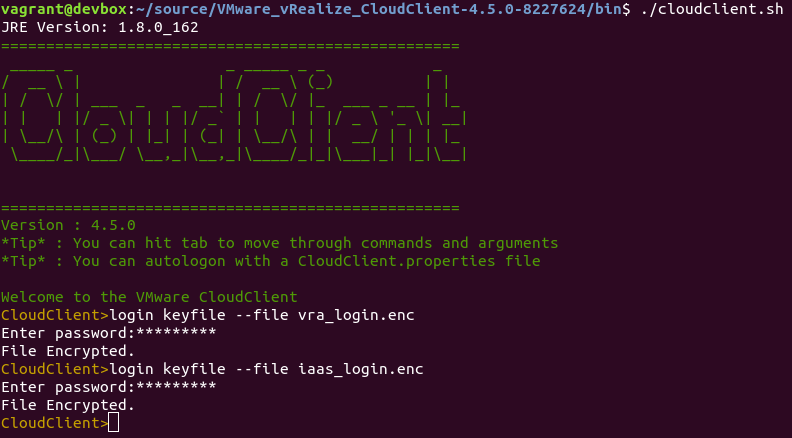 vagrant@devbox:~/source/VMware_vRealize_CloudClient-4.5.0-8227624/bin$ ./cloudclient.sh
JRE Version: 1.8.0_162
===================================================
CloudClient
===================================================
Version : 4.5.0
*Tip* : You can hit tab to move through commands and arguments
*Tip* : You can autologon with a CloudClient.properties file
Welcome to the VMware CloudClient
CloudClient>login keyfile --file vra_login.enc
Enter password:*********
File Encrypted.
CloudClient>login keyfile --file iaas_login.enc
Enter password:*********
File Encrypted.
CloudClient>